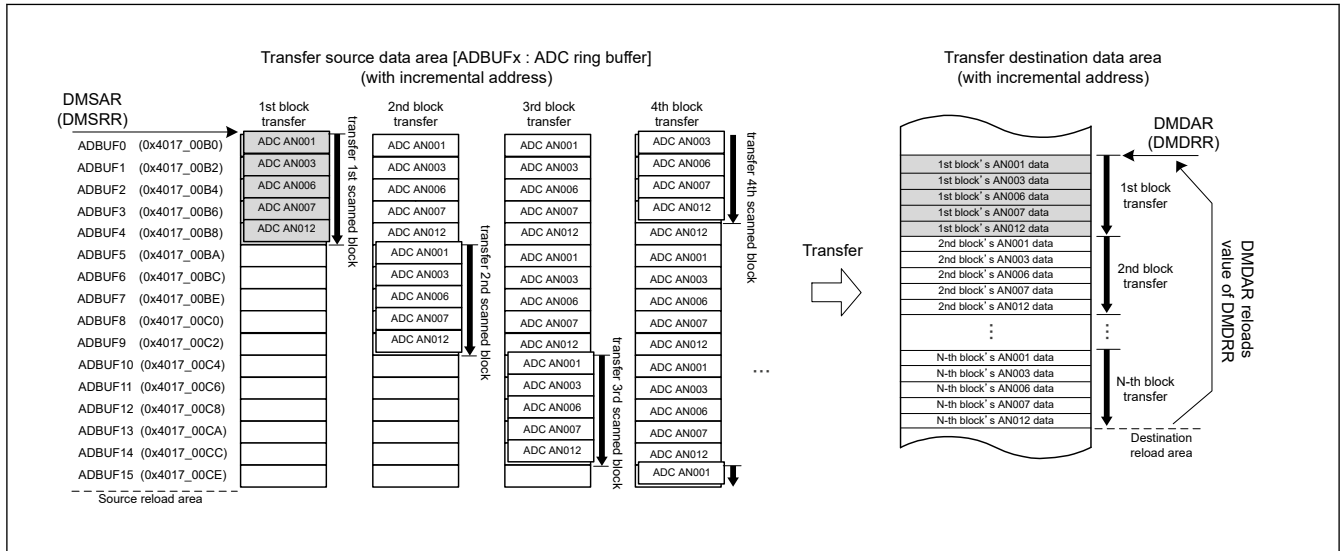 Transfer source data area [ADBUFx : ADC ring buffer]
(with incremental address)
DMSAR
(DMSRR)
ADBUF0 (0x4017_00B0)
ADBUF1 (0x4017_00B2)
ADBUF2 (0x4017_00B4)
ADBUF3 (0x4017_00B6)
ADBUF4 (0x4017_00B8)
ADBUF5 (0x4017_00BA)
ADBUF6 (0x4017_00BC)
ADBUF7 (0x4017_00BE)
ADBUF8 (0x4017_00C0)
ADBUF9 (0x4017_00C2)
ADBUF10 (0x4017_00C4)
ADBUF11 (0x4017_00C6)
ADBUF12 (0x4017_00C8)
ADBUF13 (0x4017_00CA)
ADBUF14 (0x4017_00CC)
ADBUF15 (0x4017_00CE)
Source reload area
1st block
transfer
ADC AN001
ADC AN003
ADC AN006
ADC AN007
ADC AN012
transfer 1st scanned block
2nd block
transfer
ADC AN001
ADC AN003
ADC AN006
ADC AN007
ADC AN012
ADC AN001
ADC AN003
ADC AN006
ADC AN007
ADC AN012
transfer 2nd scanned block
3rd block
transfer
ADC AN001
ADC AN003
ADC AN006
ADC AN007
ADC AN012
ADC AN001
ADC AN003
ADC AN006
ADC AN007
ADC AN012
ADC AN001
ADC AN003
ADC AN006
ADC AN007
ADC AN012
transfer 3rd scanned block
4th block
transfer
ADC AN003
ADC AN006
ADC AN007
ADC AN012
ADC AN012
ADC AN001
ADC AN003
ADC AN006
ADC AN007
ADC AN012
ADC AN001
ADC AN003
ADC AN006
ADC AN007
ADC AN012
ADC AN001
transfer 4th scanned block
...
Transfer
Transfer destination data area
(with incremental address)
DMDAR
(DMDRR)
1st block's AN001 data
1st block's AN003 data
1st block's AN006 data
1st block's AN007 data
1st block's AN012 data
1st block
transfer
2nd block's AN001 data
2nd block's AN003 data
2nd block's AN006 data
2nd block's AN007 data
2nd block's AN012 data
2nd block
transfer
⋮
⋮
N-th block's AN001 data
N-th block's AN003 data
N-th block's AN006 data
N-th block's AN007 data
N-th block's AN012 data
N-th block
transfer
Destination
reload area
DMDAR reloads
value of DMDRR